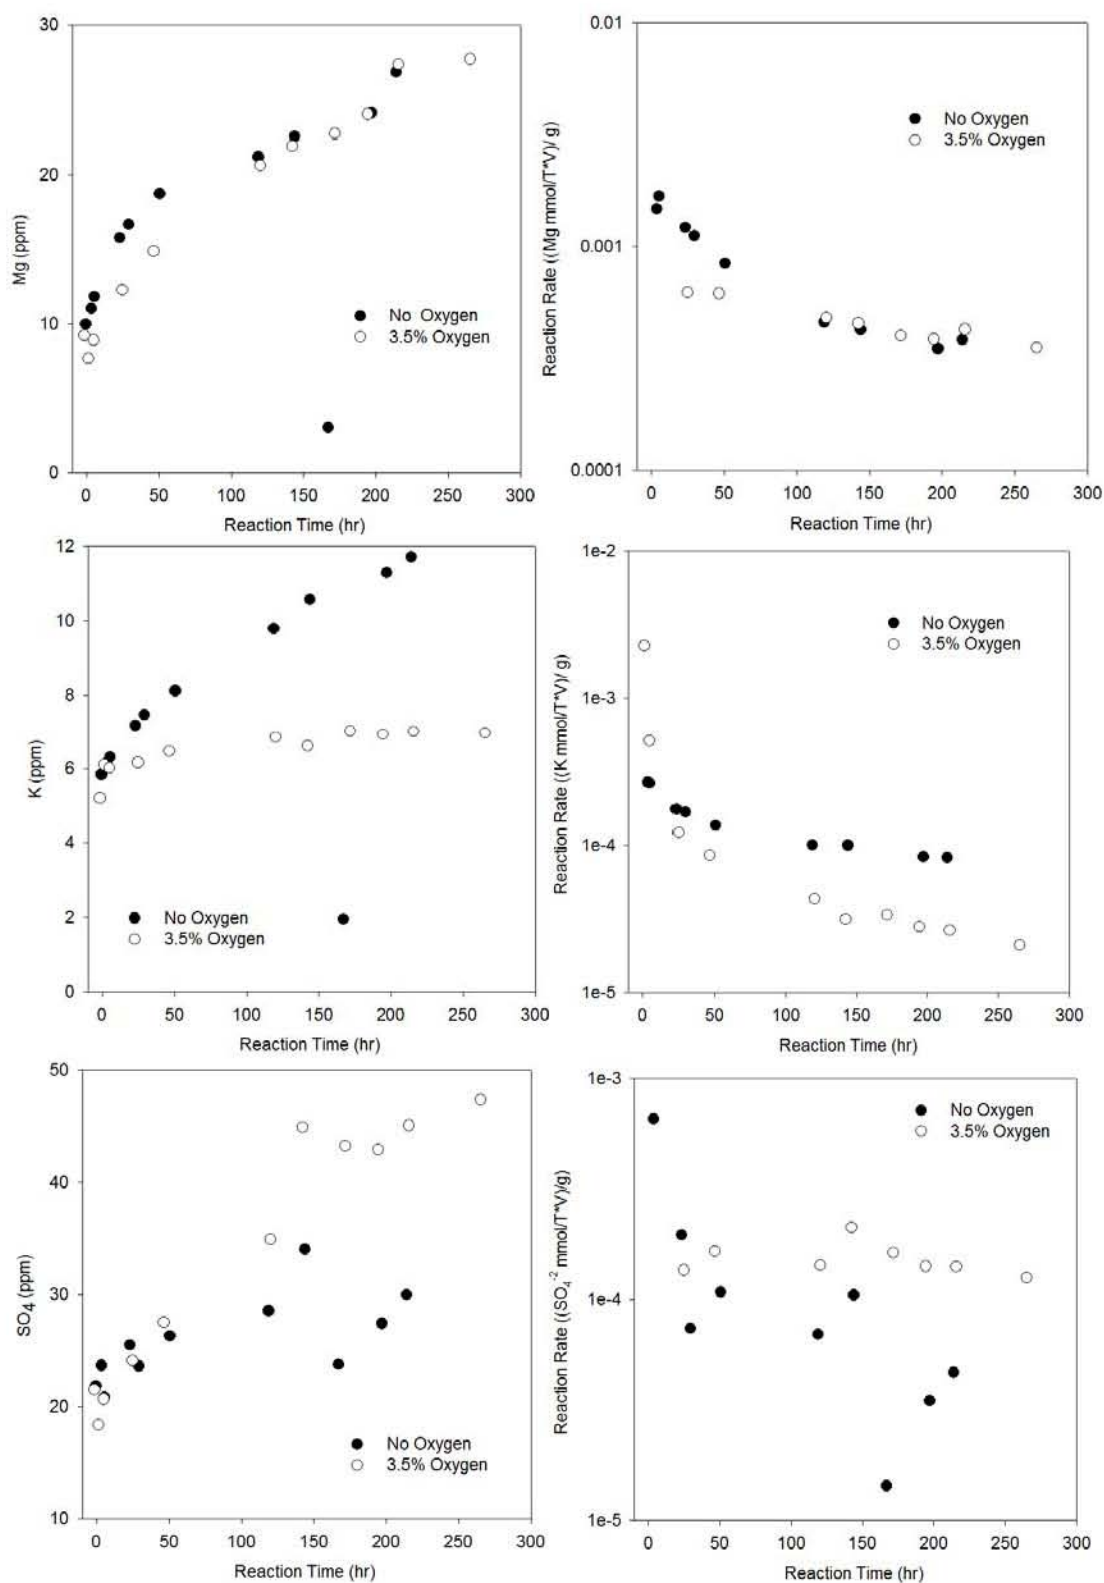 30
20
10
0
Mg (ppm)
No Oxygen
3.5% Oxygen
0 50 100 150 200 250 300
Reaction Time (hr)
0.01
0.001
0.0001
Reaction Rate ((Mg mmol/T*V)/g)
No Oxygen
3.5% Oxygen
0 50 100 150 200 250 300
Reaction Time (hr)
12
10
8
6
4
2
0
K (ppm)
No Oxygen
3.5% Oxygen
0 50 100 150 200 250 300
Reaction Time (hr)
1e-2
1e-3
1e-4
1e-5
Reaction Rate ((K mmol/T*V)/g)
No Oxygen
3.5% Oxygen
0 50 100 150 200 250 300
Reaction Time (hr)
50
40
30
20
10
SO4 (ppm)
No Oxygen
3.5% Oxygen
0 50 100 150 200 250 300
Reaction Time (hr)
1e-3
1e-4
1e-5
Reaction Rate ((SO4-2 mmol/T*V)/g)
No Oxygen
3.5% Oxygen
0 50 100 150 200 250 300
Reaction Time (hr)